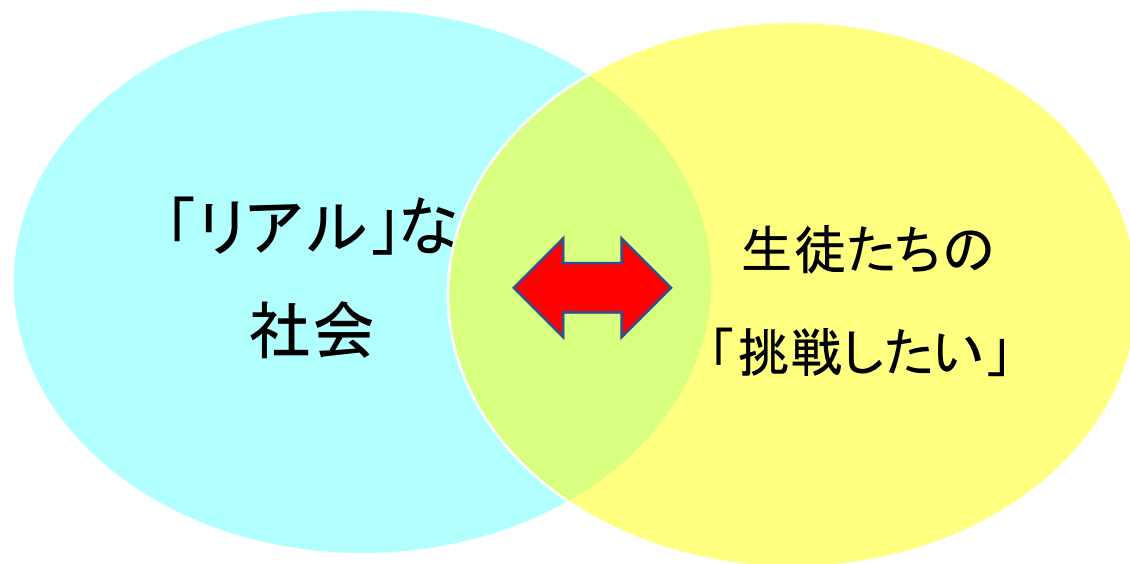 「リアル」な
社会
生徒たちの
「挑戦したい」